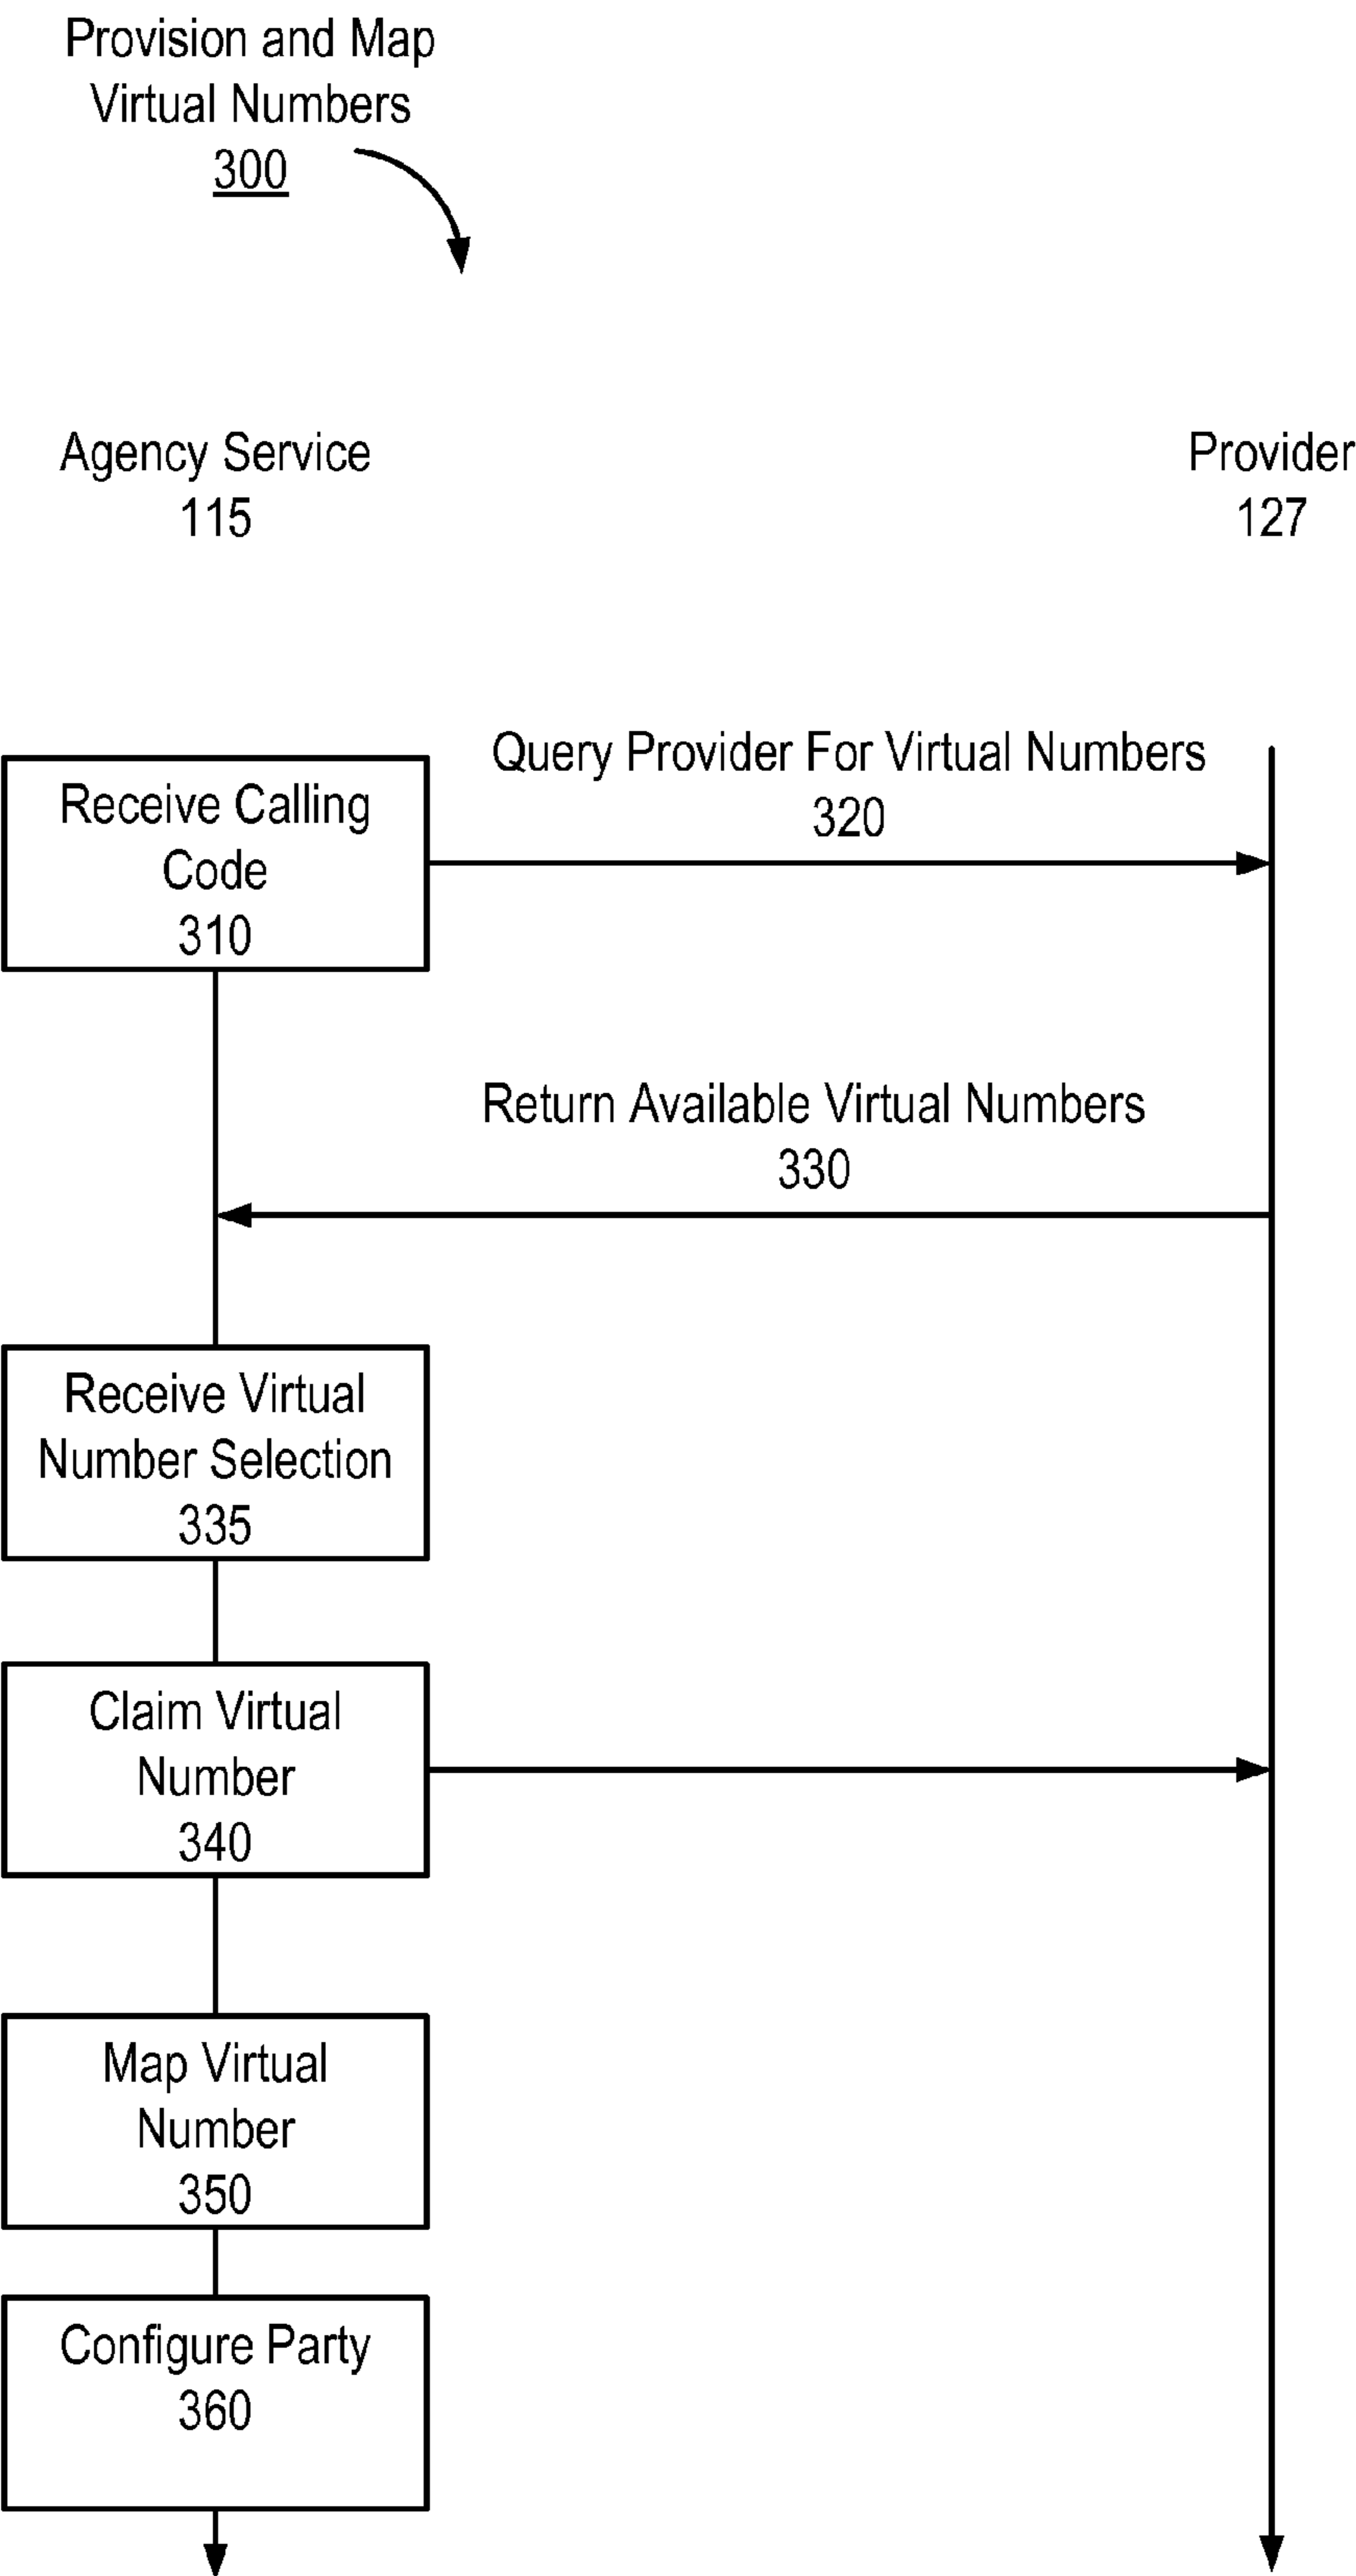 Provision and Map
Virtual Numbers
300
Agency Service
115
Provider
127
Receive Calling
Code
310
Query Provider For Virtual Numbers
320
Return Available Virtual Numbers
330
Receive Virtual
Number Selection
335
Claim Virtual
Number
340
Map Virtual
Number
350
Configure Party
360